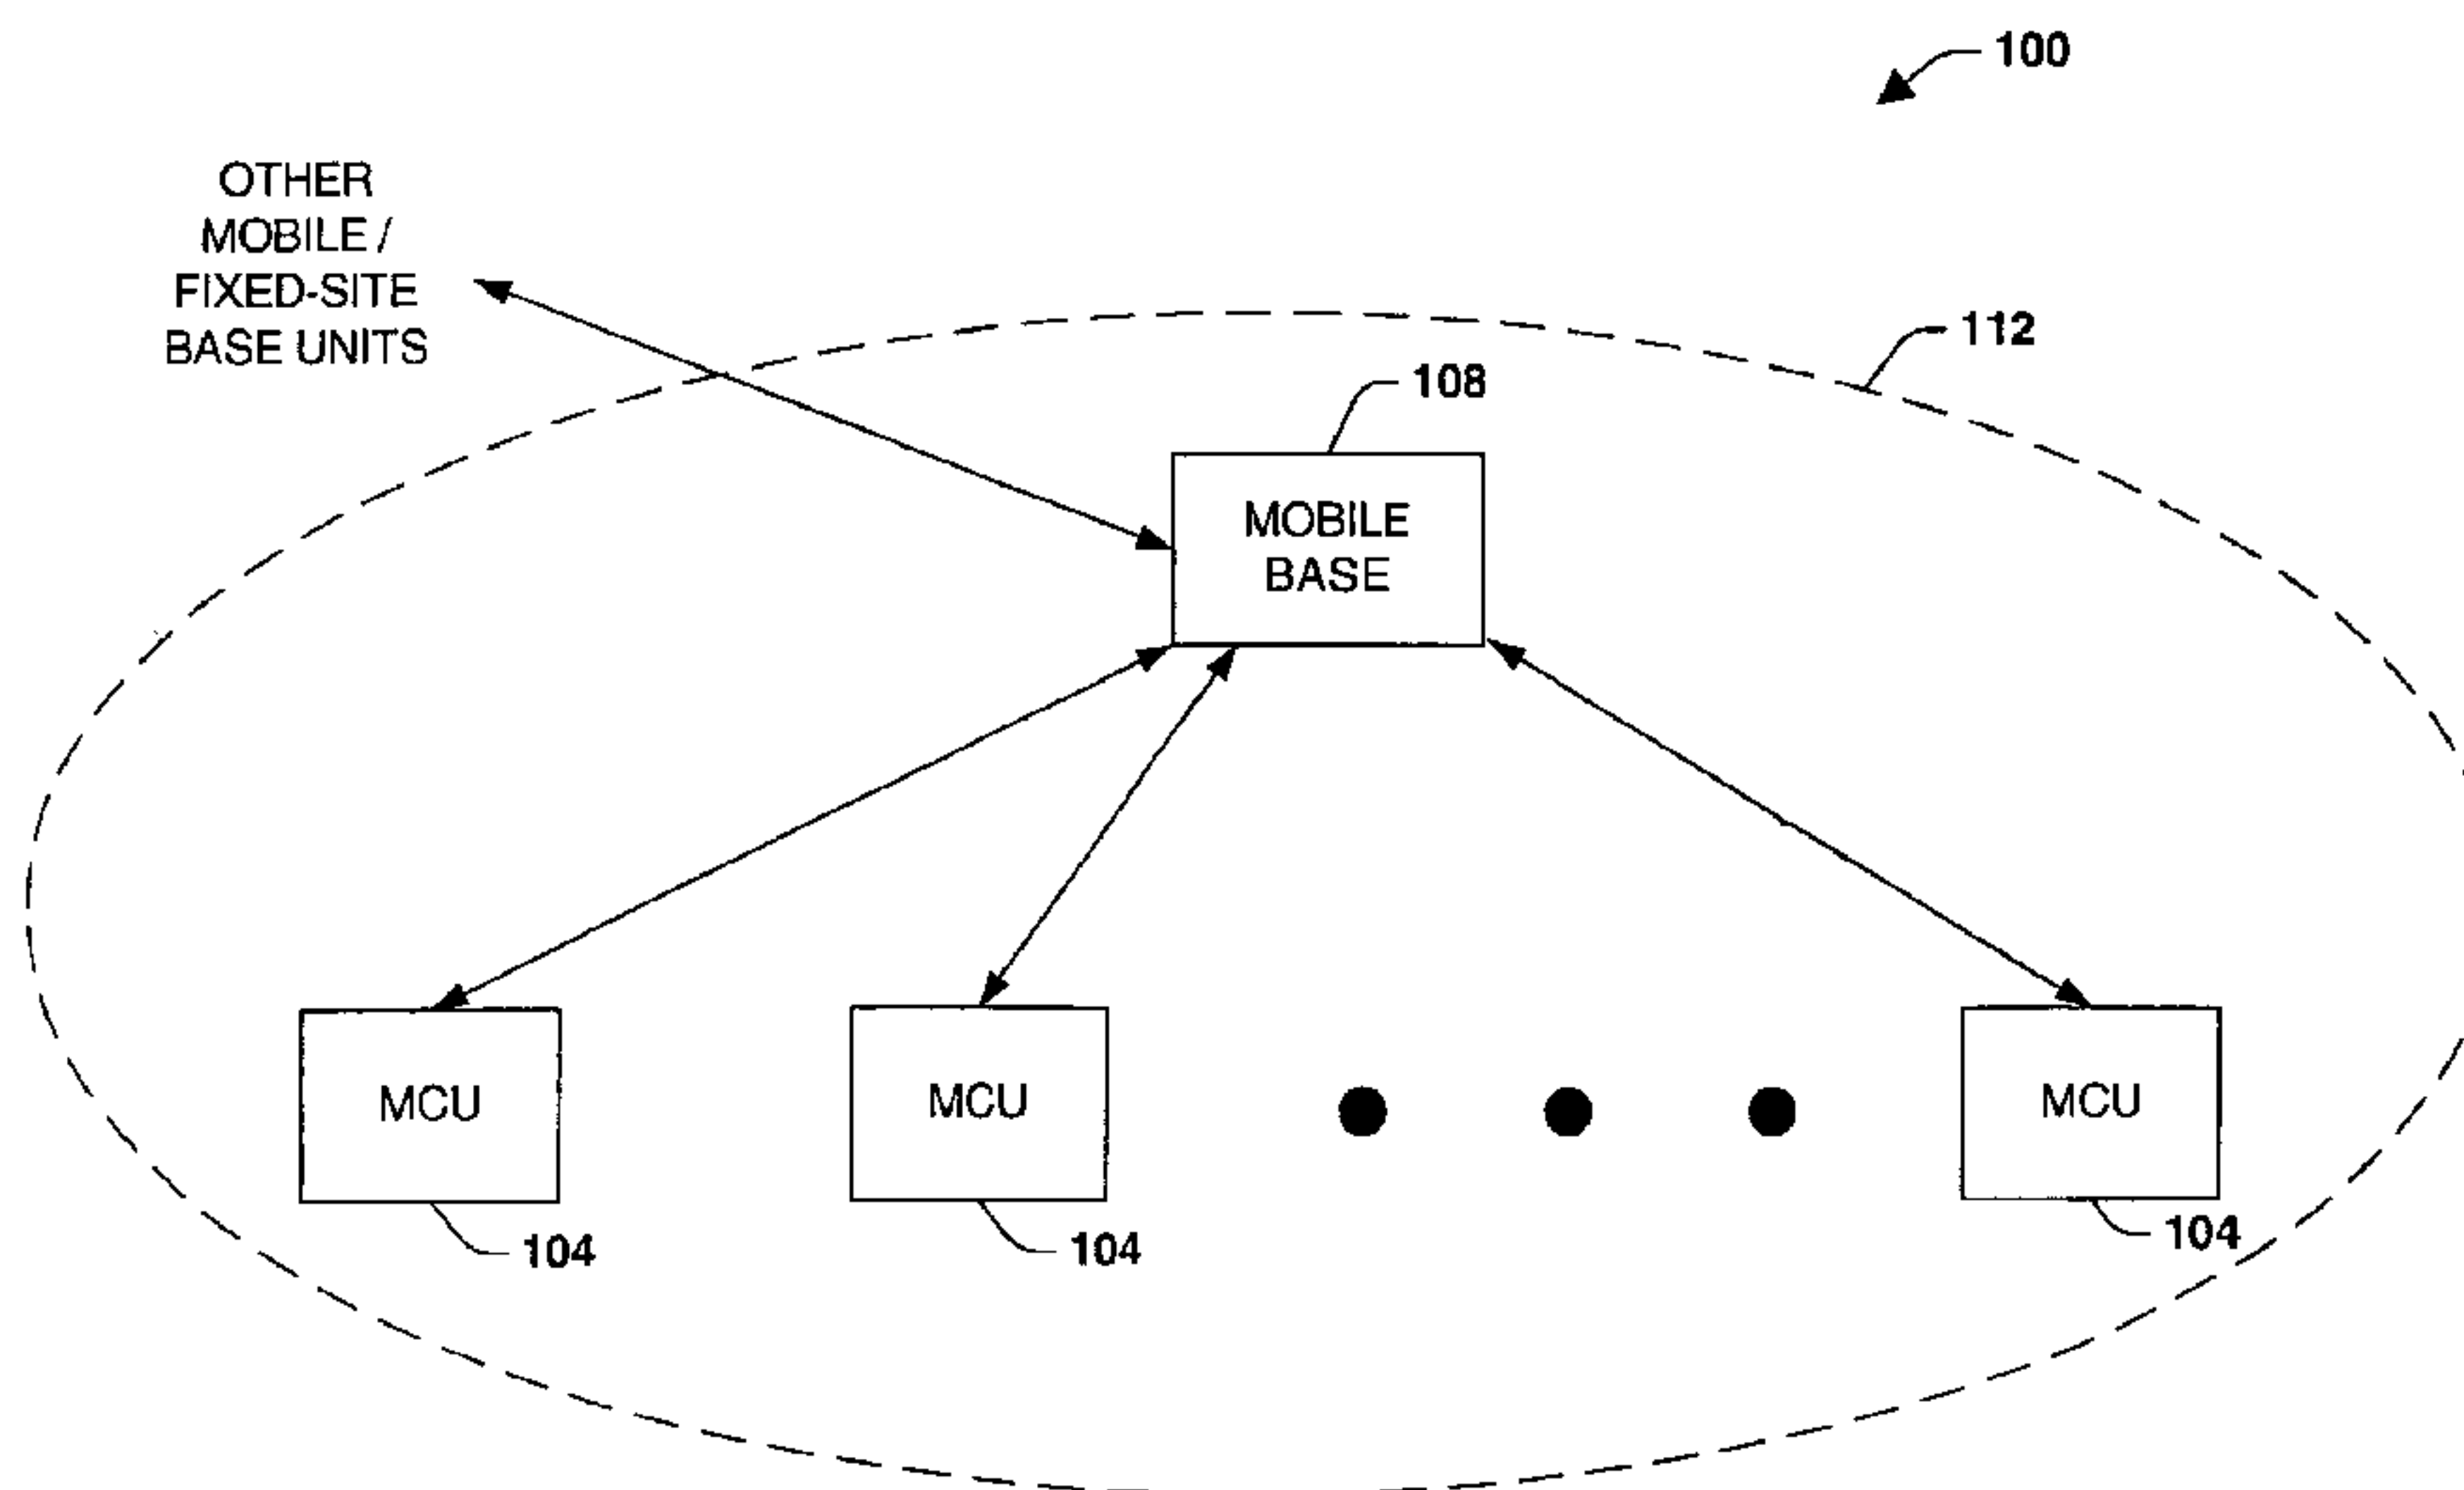 100
OTHER
MOBILE /
FIXED-SITE
BASE UNITS
112
108
MOBILE
BASE
MCU
MCU
MCU
104
104
104